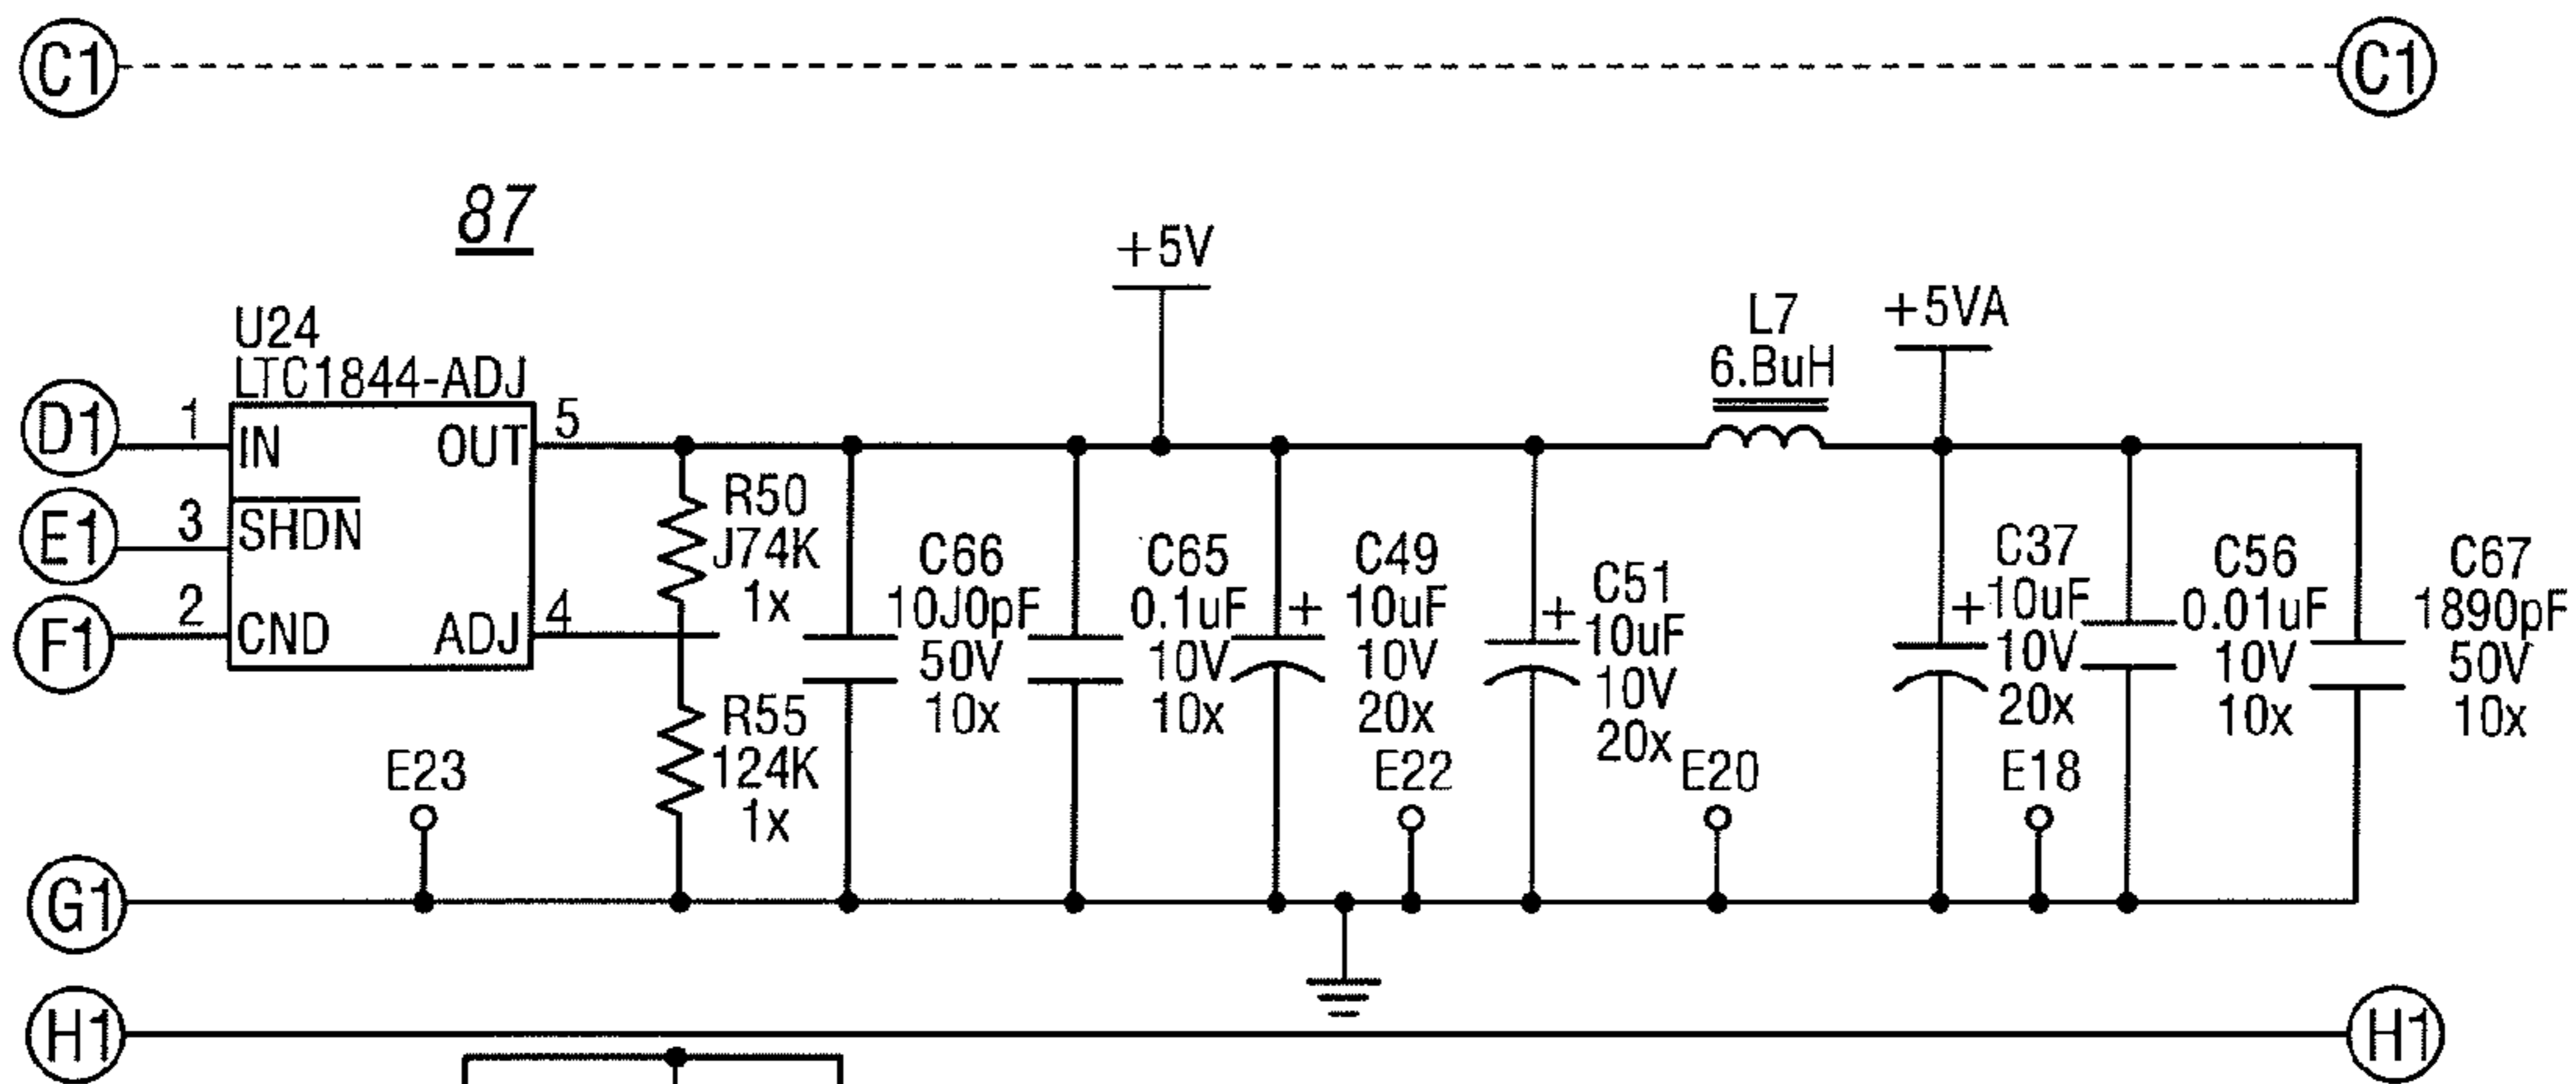 C1
C1
87
+5V
U24
LTC1844-ADJ
L7
6.BuH
+5VA
D1
1
IN
OUT
5
E1
3
SHDN
F1
2
CND
ADJ
4
R50
J74K
1x
C66
10J0pF
50V
10x
C65
0.1uF
10V
10x
+
C49
10uF
10V
20x
+
C51
10uF
10V
20x
+
C37
10uF
10V
20x
C56
0.01uF
10V
10x
C67
1890pF
50V
10x
R55
124K
1x
E23
E22
E20
E18
G1
H1
H1